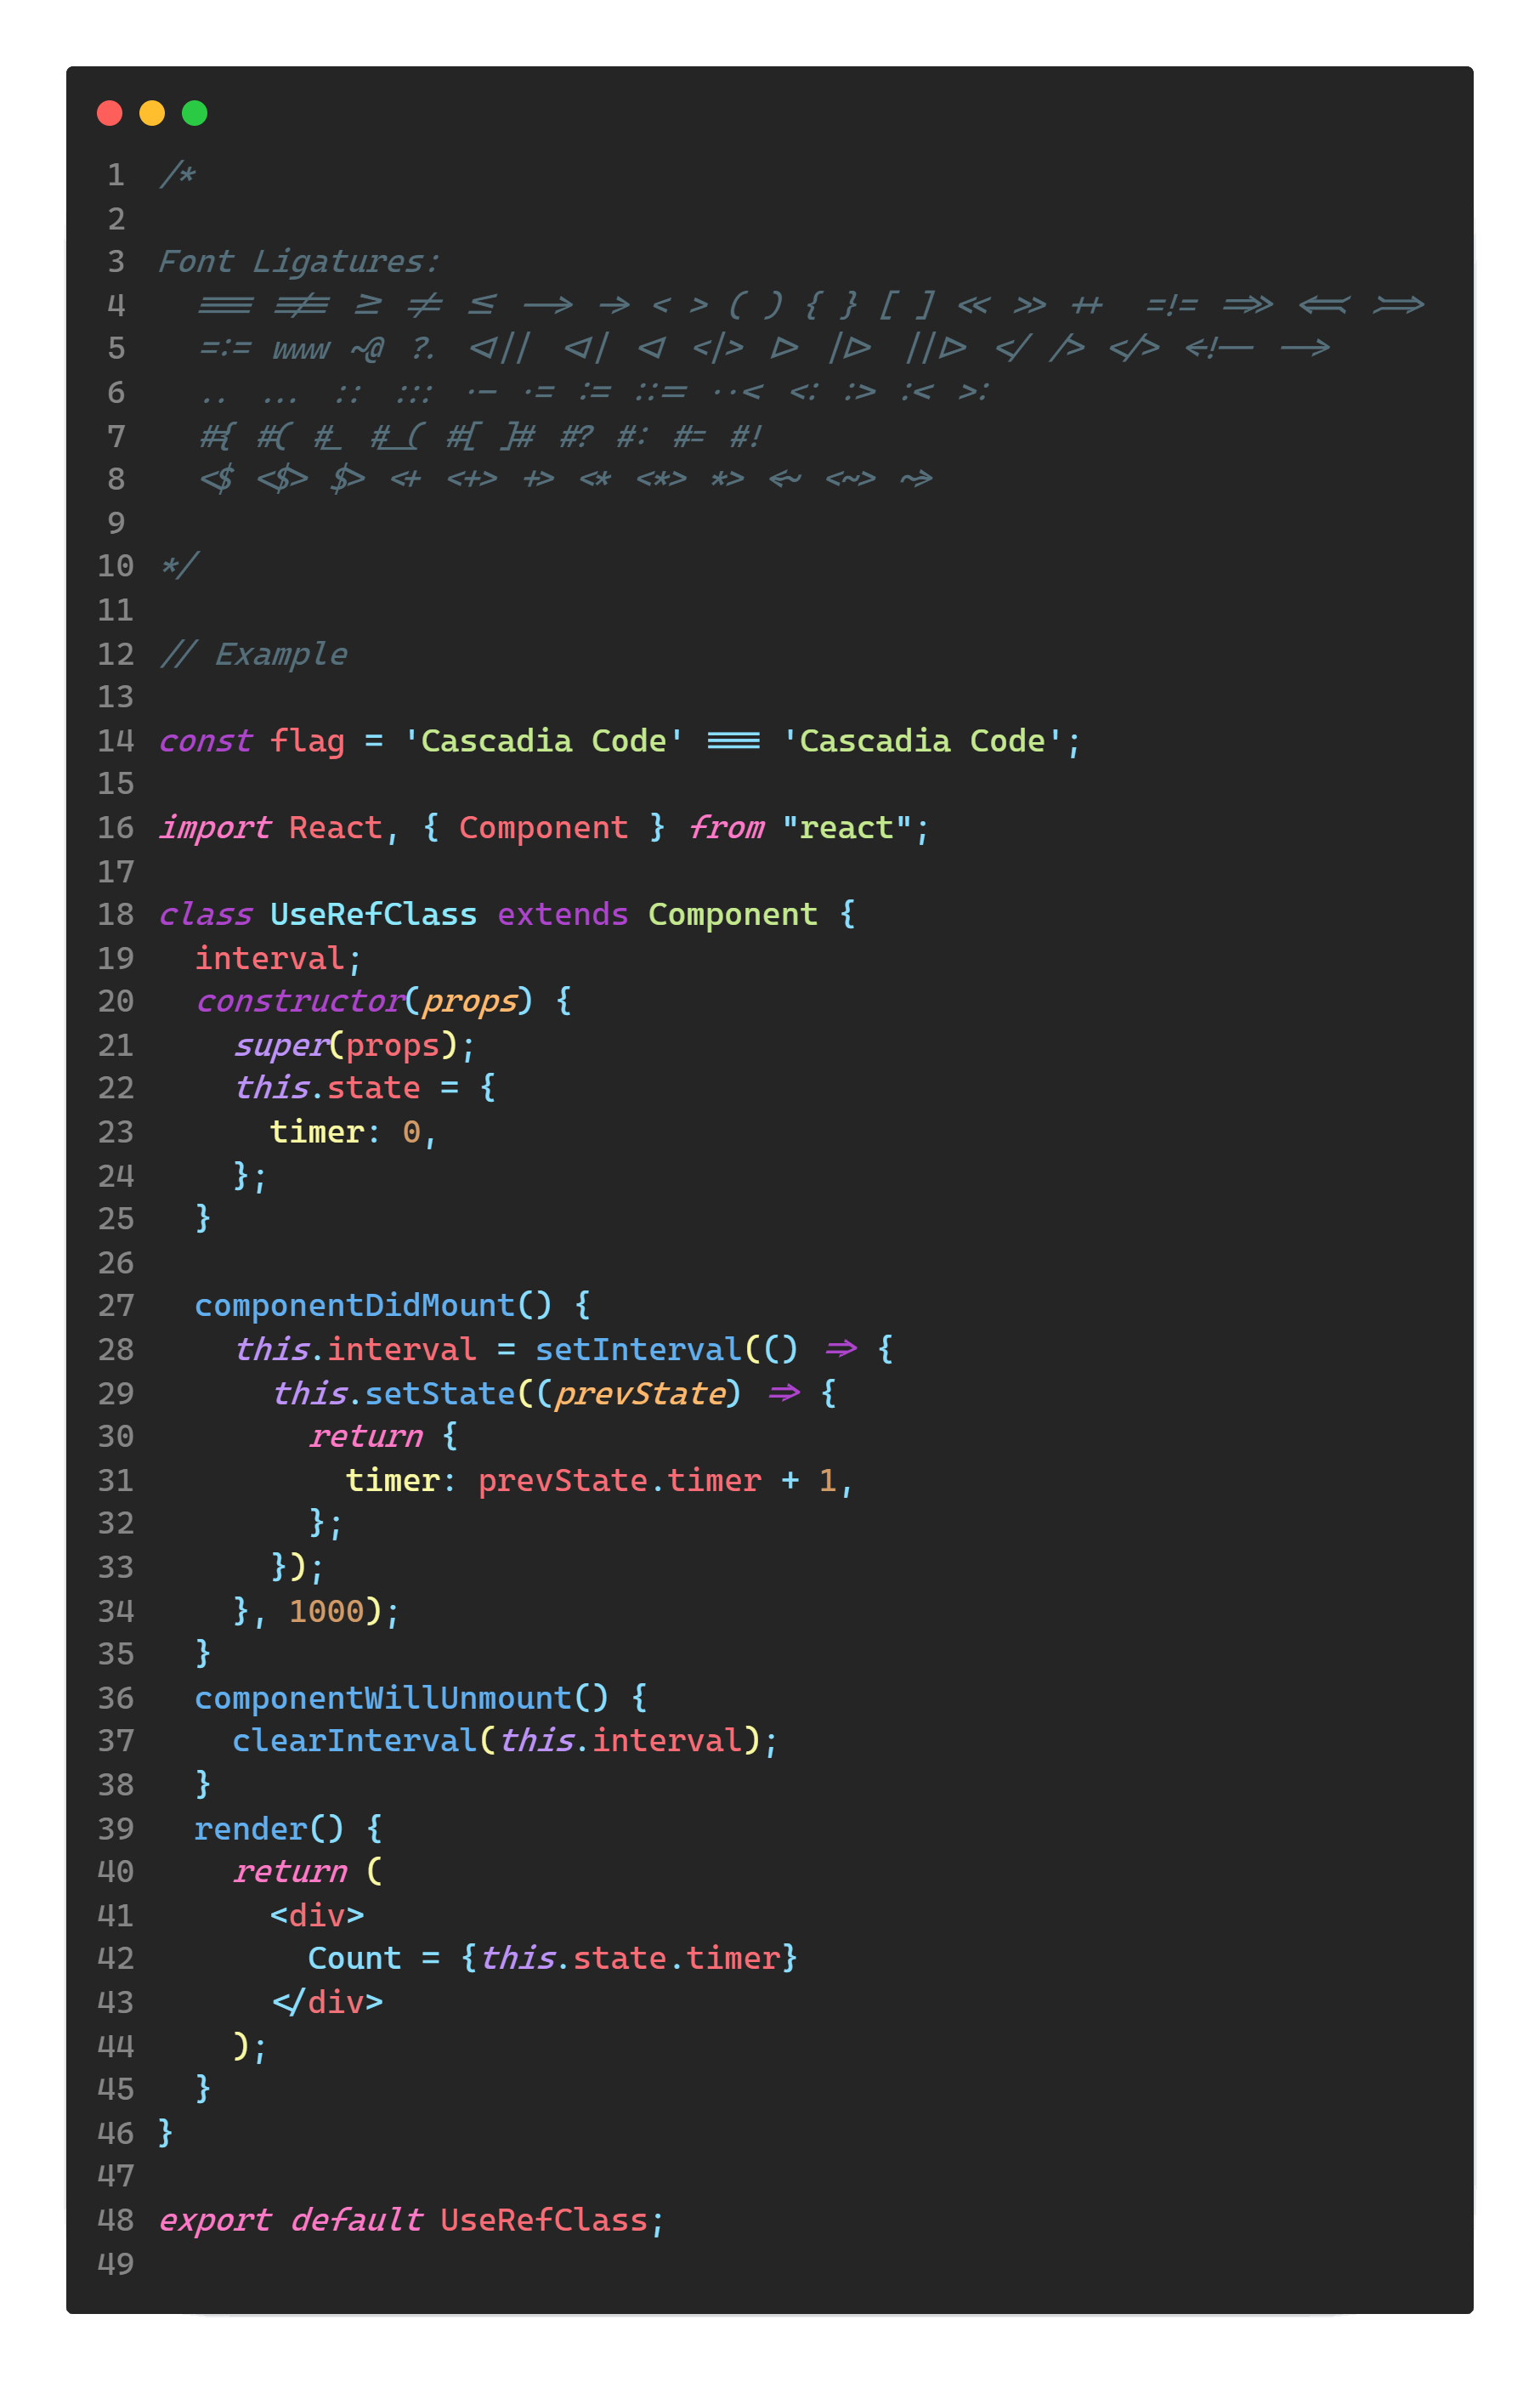 1 /*
2
3 Font Ligatures:
4   === !== >= != <= --> -> < > ( ) { } [ ] << >> ++  =!= =>> <=< >=>
5   =:= www ~@ ?. <|| <| <| <|> |> |> ||> </ /> </> <!-- -->
6   .. ... :: ::: .- .= := ::= ..< <: :> :< >:
7   #{ #( #_ #_( #[ ]# #? #: #= #!
8   <$ <$> $> <+ <+> +> <* <*> *> <~ <~> ~>
9
10 */
11
12 // Example
13
14 const flag = 'Cascadia Code' === 'Cascadia Code';
15
16 import React, { Component } from "react";
17
18 class UseRefClass extends Component {
19   interval;
20   constructor(props) {
21     super(props);
22     this.state = {
23       timer: 0,
24     };
25   }
26
27   componentDidMount() {
28     this.interval = setInterval(() => {
29       this.setState((prevState) => {
30         return {
31           timer: prevState.timer + 1,
32         };
33       });
34     }, 1000);
35   }
36   componentWillUnmount() {
37     clearInterval(this.interval);
38   }
39   render() {
40     return (
41       <div>
42         Count = {this.state.timer}
43       </div>
44     );
45   }
46 }
47
48 export default UseRefClass;
49